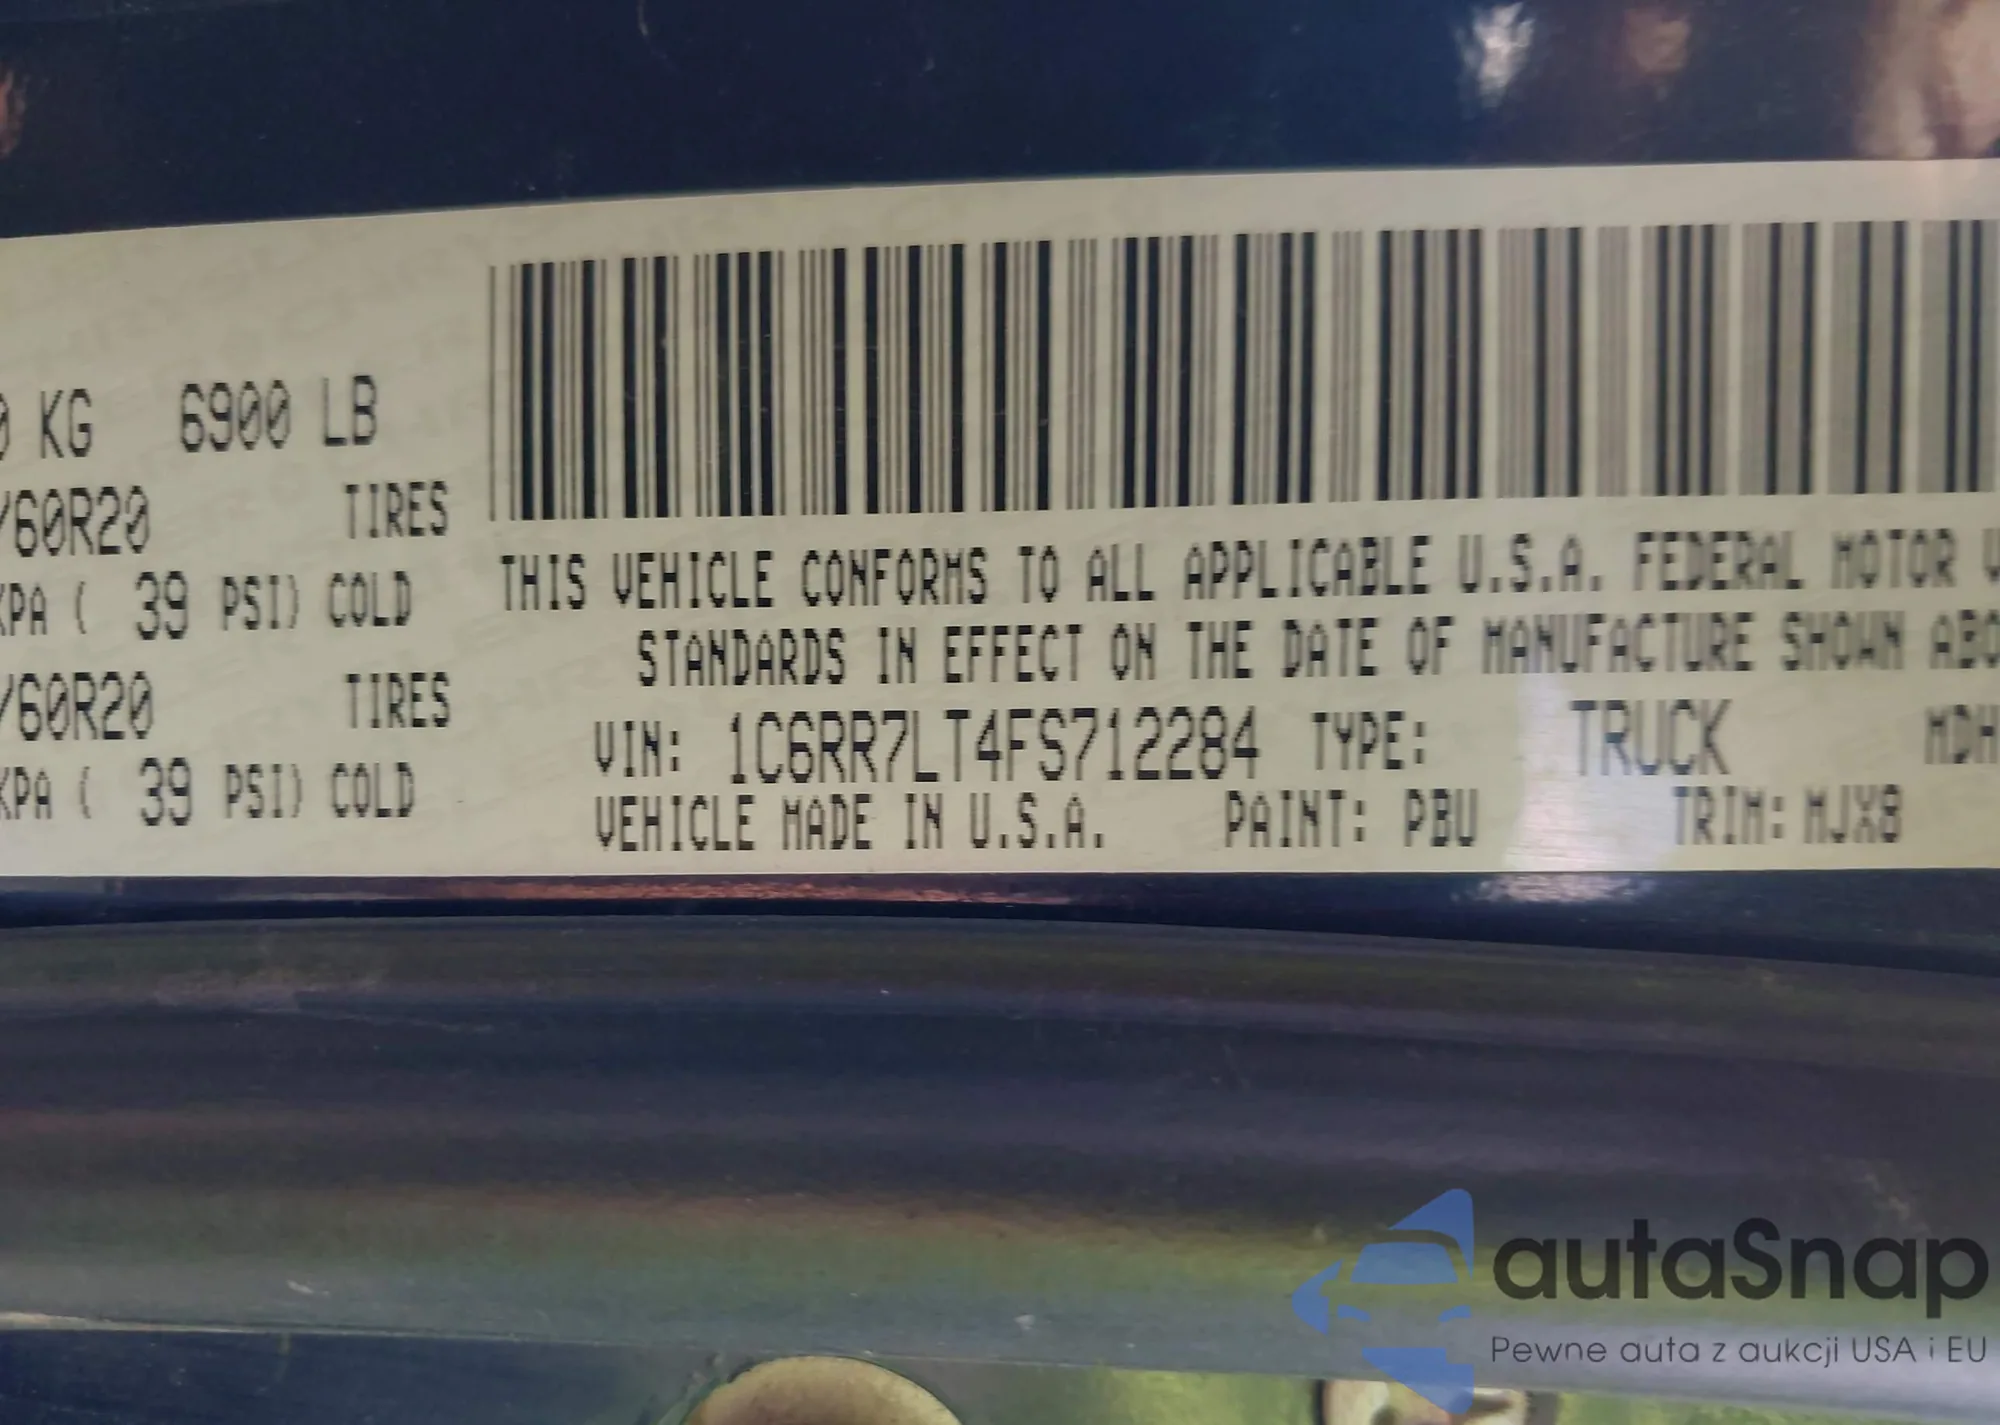 KG 6900 LB
/60R20 TIRES
KPA ( 39 PSI) COLD
/60R20 TIRES
KPA ( 39 PSI) COLD
THIS VEHICLE CONFORMS TO ALL APPLICABLE U.S.A. FEDERAL MOTOR V
STANDARDS IN EFFECT ON THE DATE OF MANUFACTURE SHOWN ABO
VIN: 1C6RR7LT4FS712284 TYPE: TRUCK MDH
VEHICLE MADE IN U.S.A. PAINT: PBU TRIM: MJX8
autaSnap
Pewne auta z aukcji USA i EU